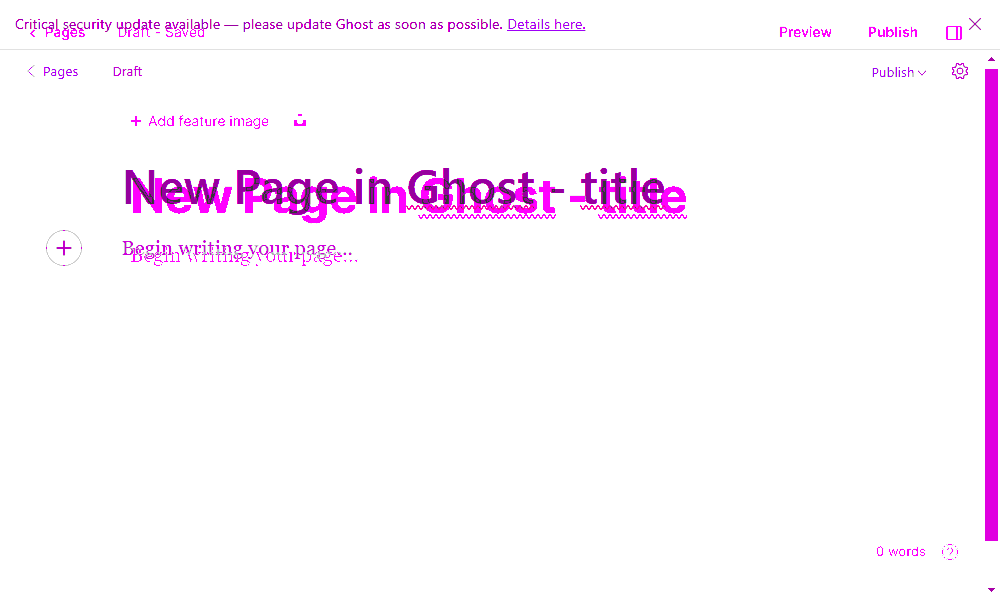 Critical security update available — please update Ghost as soon as possible. Details here.
Pages Draft - Saved Preview Publish
Pages Draft Publish
+ Add feature image
New Page in Ghost - title
New Page in Ghost - title
Begin writing your page...
Begin writing your page...
0 words ?